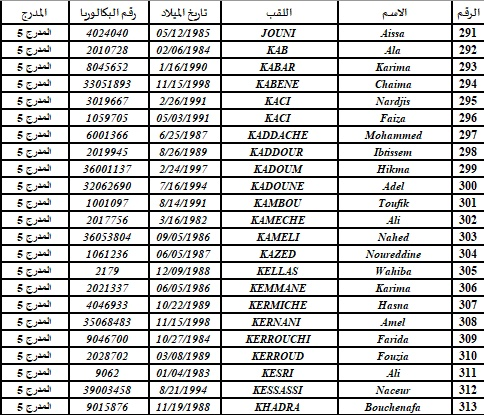 الرقم الاسم اللقب تاريخ الميلاد رقم البكالوريا المدرج
291 Aissa JOUNI 05/12/1985 4024040 المدرج 5
292 Ala KAB 02/06/1984 2010728 المدرج 5
293 Karima KABAR 1/16/1990 8045652 المدرج 5
294 Chaima KABENE 11/15/1998 33051893 المدرج 5
295 Nardjis KACI 2/26/1991 3019667 المدرج 5
296 Faiza KACI 05/03/1991 1059705 المدرج 5
297 Mohammed KADDACHE 6/25/1987 6001366 المدرج 5
298 Ibtissem KADDOUR 8/26/1989 2019945 المدرج 5
299 Hikma KADOUM 2/24/1997 36001137 المدرج 5
300 Adel KADOUNE 7/16/1994 32062690 المدرج 5
301 Toufik KAMBOU 8/14/1991 1001097 المدرج 5
302 Ali KAMECHE 3/16/1982 2017756 المدرج 5
303 Nahed KAMELI 09/05/1986 36053804 المدرج 5
304 Noureddine KAZED 06/05/1987 1061236 المدرج 5
305 Wahiba KELLAS 12/09/1988 2179 المدرج 5
306 Karima KEMMANE 06/05/1986 2021337 المدرج 5
307 Hasna KERMICHE 10/22/1989 4046933 المدرج 5
308 Amel KERNANI 11/15/1998 35068483 المدرج 5
309 Farida KERROUCHI 10/27/1984 9046700 المدرج 5
310 Fouzia KERROUD 03/08/1989 2028702 المدرج 5
311 Ali KESRI 01/04/1983 9062 المدرج 5
312 Naceur KESSASSI 8/21/1994 39003458 المدرج 5
313 Bouchenafa KHADRA 11/19/1988 9015876 المدرج 5